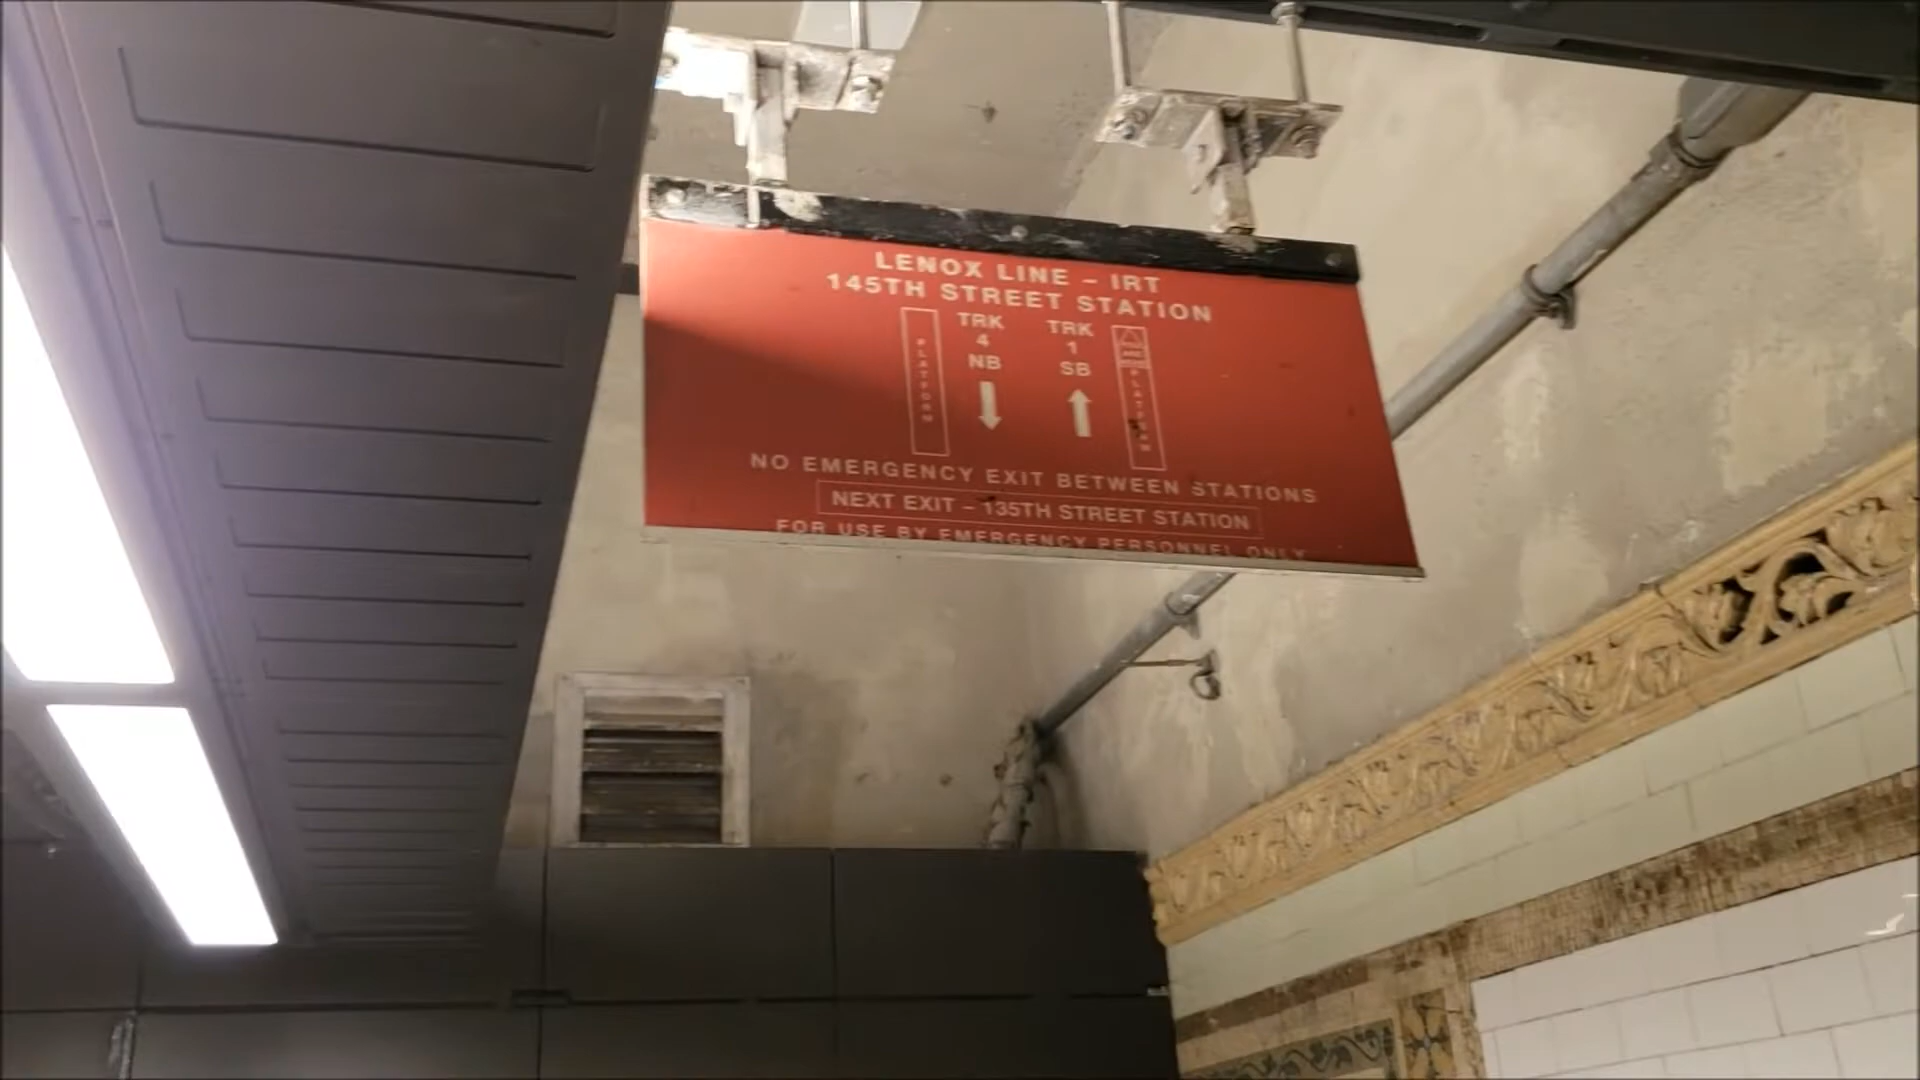 LENOX LINE – IRT
145TH STREET STATION
TRK TRK
4 1
NB SB
PLATFORM
AND
PLATFORM
NO EMERGENCY EXIT BETWEEN STATIONS
NEXT EXIT – 135TH STREET STATION
FOR USE BY EMERGENCY PERSONNEL ONLY